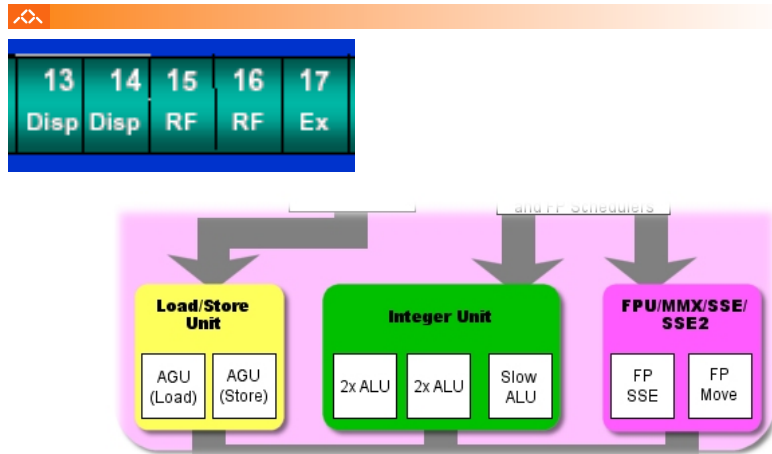 13 14 15 16 17
Disp Disp RF RF Ex
and FP Schedulers
Load/Store
Unit
AGU
(Load)
AGU
(Store)
Integer Unit
2x ALU
2x ALU
Slow
ALU
FPU/MMX/SSE/
SSE2
FP
SSE
FP
Move